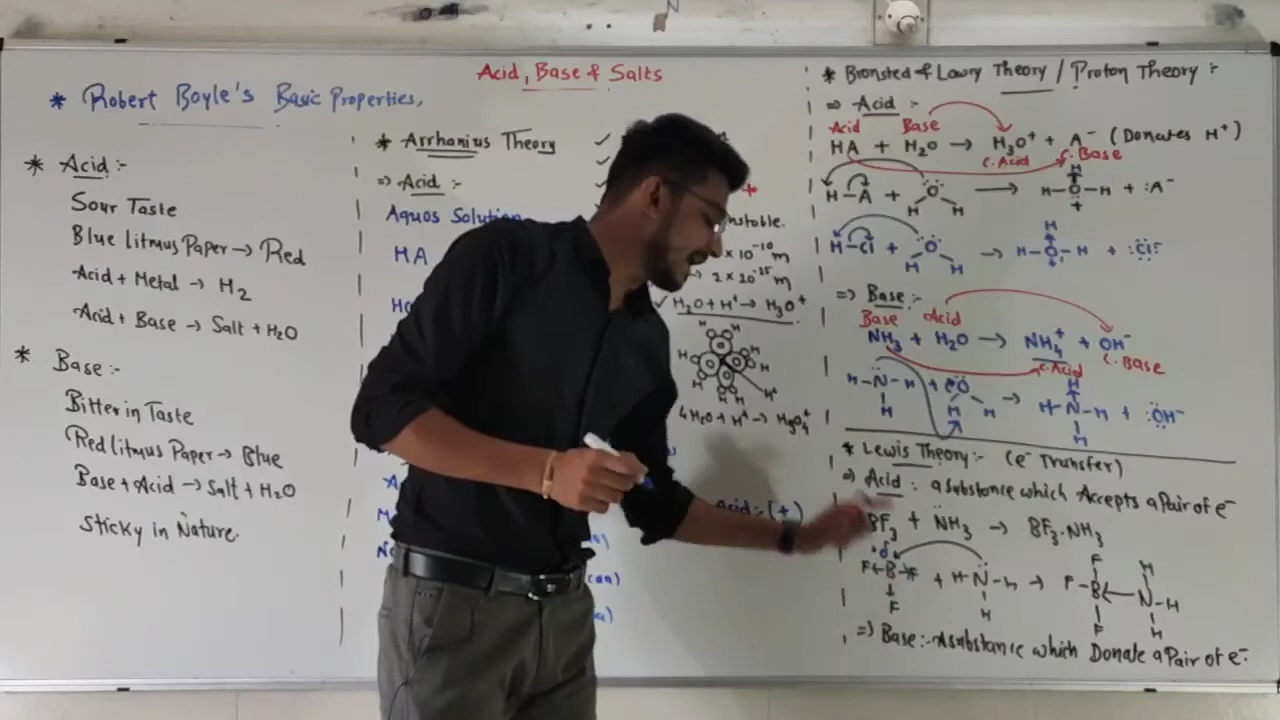 Acid, Base & Salts
* Robert Boyle's Basic Properties,
* Acid :-
Sour Taste
Blue Litmus Paper → Red
Acid + Metal → H₂
Acid + Base → Salt + H₂O
* Base :-
Bitter in Taste
Red Litmus Paper → Blue
Base + Acid → Salt + H₂O
Sticky in Nature
* Arrhanius Theory
⇒ Acid :-
Aquos Solution
HA
nstable.
× 10⁻¹⁰ m
→ 2 × 10⁻¹⁵ m
✓ H₂O + H⁺ → H₃O⁺
H H
H H
H H
H H H⁺
4H₂O + H⁺ → H₉O₄⁺
Acid :- (+)
* Bronsted & Lowry Theory / Proton Theory :-
⇒ Acid :-
Acid Base
HA + H₂O → H₃O⁺ + A⁻ (Donates H⁺)
C. Acid C. Base
H
H–A + O → H–O–H + :A⁻
H H +
H
H–Cl + O → H–O–H + :Cl:⁻
H H +
⇒ Base :-
Base Acid
NH₃ + H₂O → NH₄⁺ + OH⁻
C. Acid C. Base
H
H–N–H + O → H–N–H + :OH⁻
H H H H
* Lewis Theory :- (e⁻ Transfer)
⇒ Acid : a substance which Accepts a Pair of e⁻
BF₃ + NH₃ → BF₃·NH₃
F H
F←B→F + H–N–H → F–B←N–H
F H F H
⇒ Base :- A substance which Donate a Pair of e⁻.